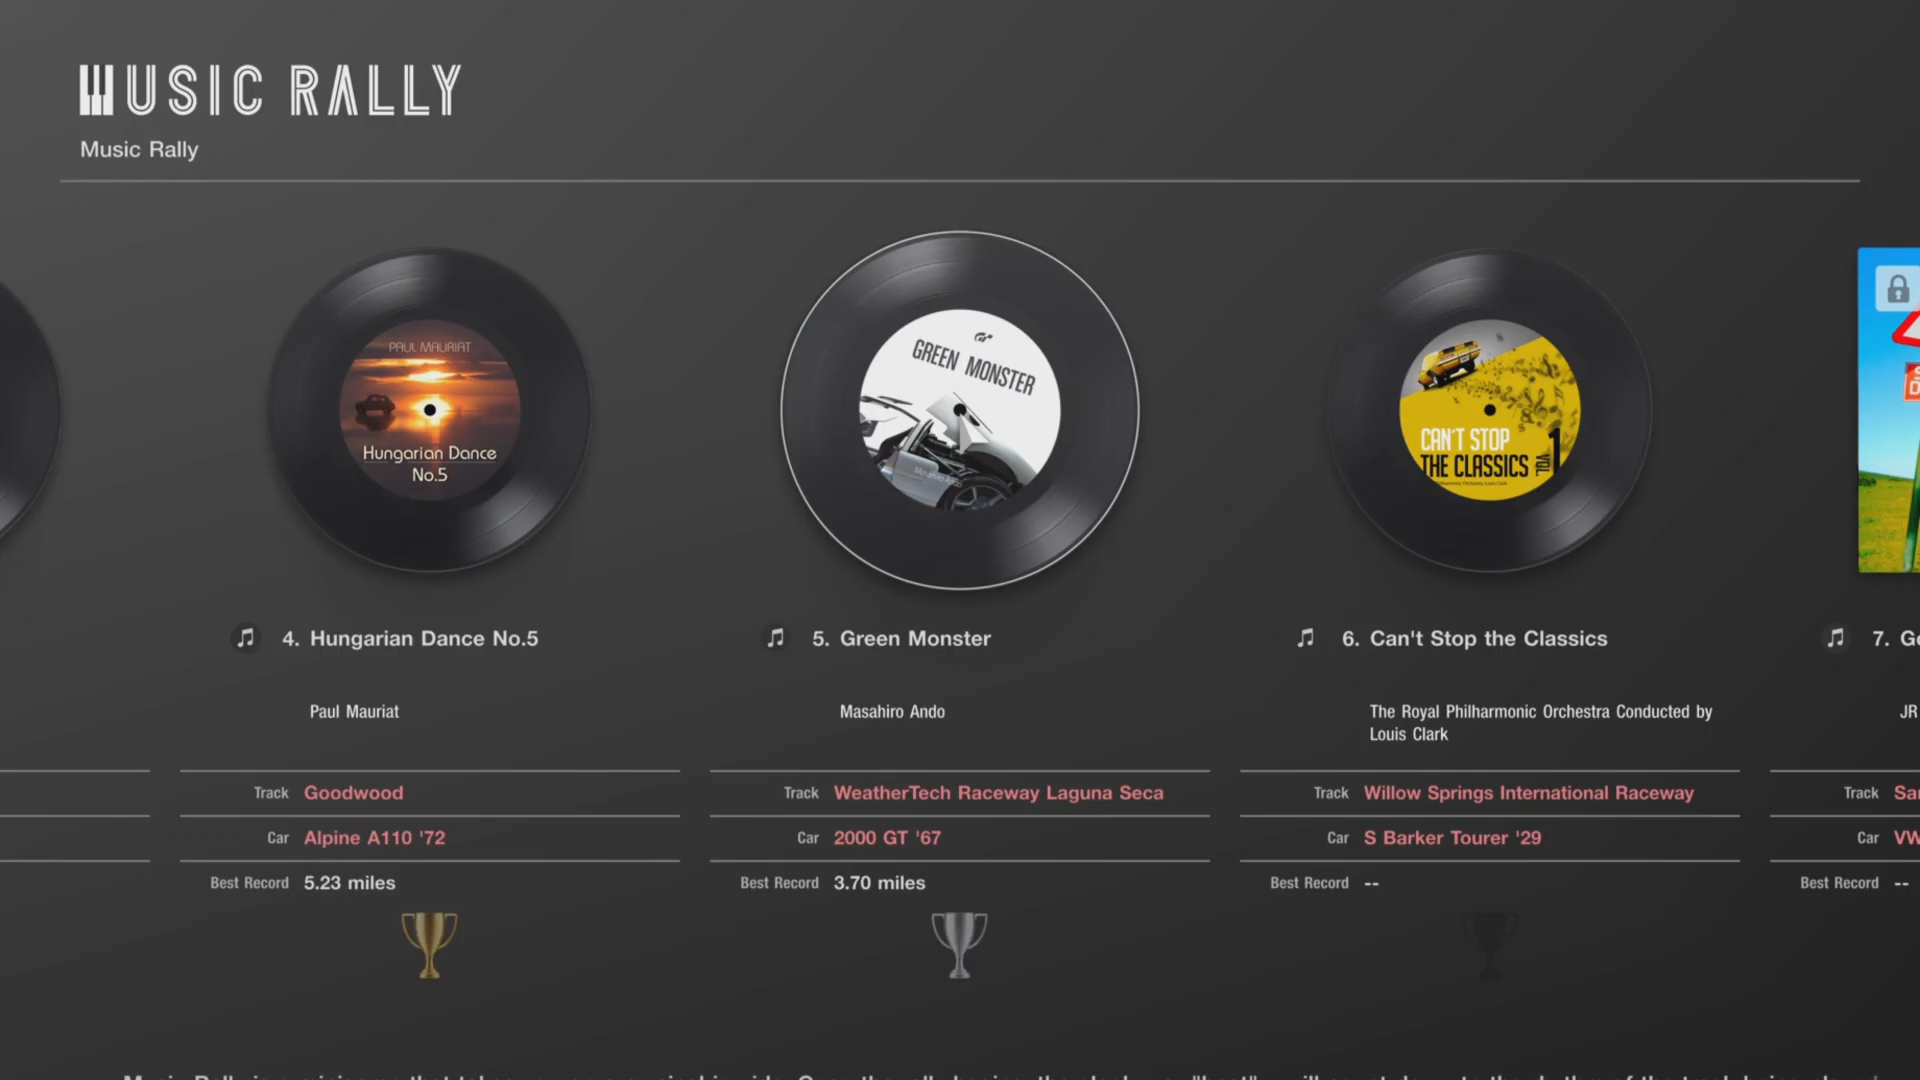 MUSIC RALLY
Music Rally
PAUL MAURIAT
Hungarian Dance
No.5
GREEN MONSTER
Masahiro Ando
CAN'T STOP
THE CLASSICS
VOL 1
4. Hungarian Dance No.5
5. Green Monster
6. Can't Stop the Classics
7.
Paul Mauriat
Masahiro Ando
The Royal Philharmonic Orchestra Conducted by
Louis Clark
JR
Track Goodwood
Track WeatherTech Raceway Laguna Seca
Track Willow Springs International Raceway
Track
Car Alpine A110 '72
Car 2000 GT '67
Car S Barker Tourer '29
Car VW
Best Record 5.23 miles
Best Record 3.70 miles
Best Record --
Best Record --